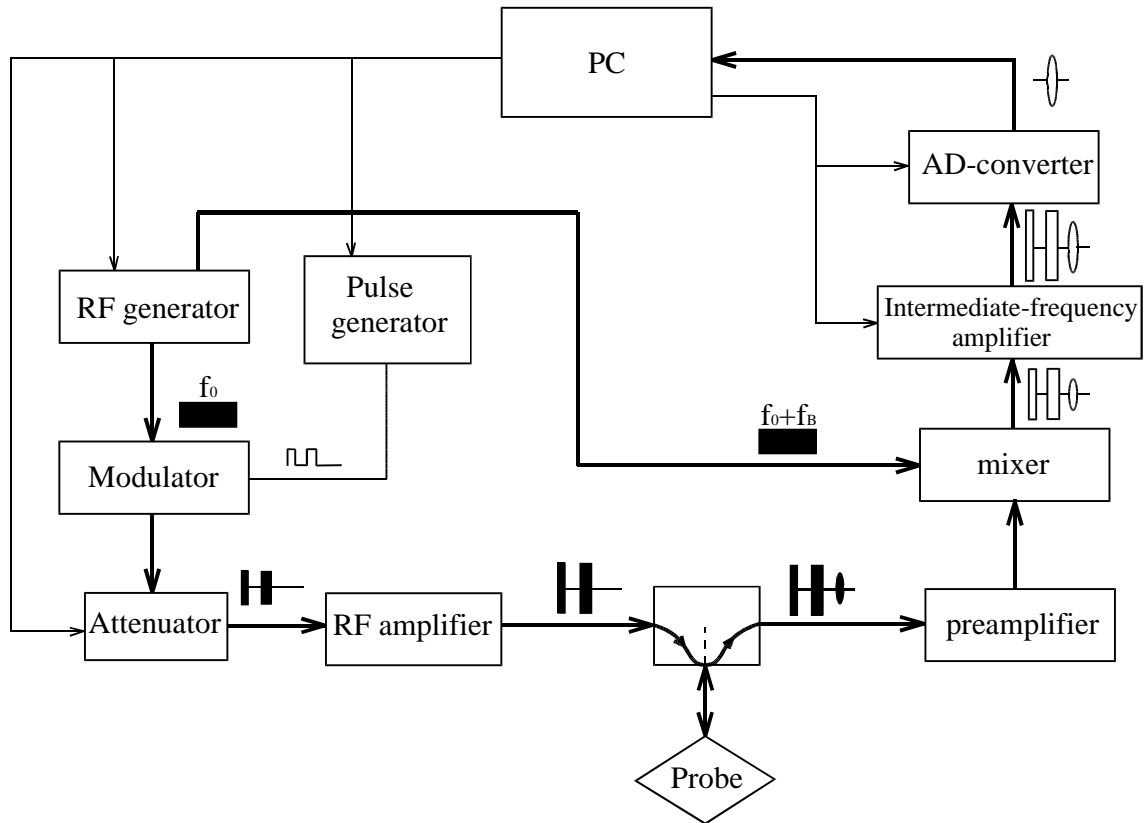 PC
AD-converter
RF generator
Pulse
generator
Intermediate-frequency
amplifier
f₀
f₀+f_B
Modulator
mixer
Attenuator
RF amplifier
preamplifier
Probe